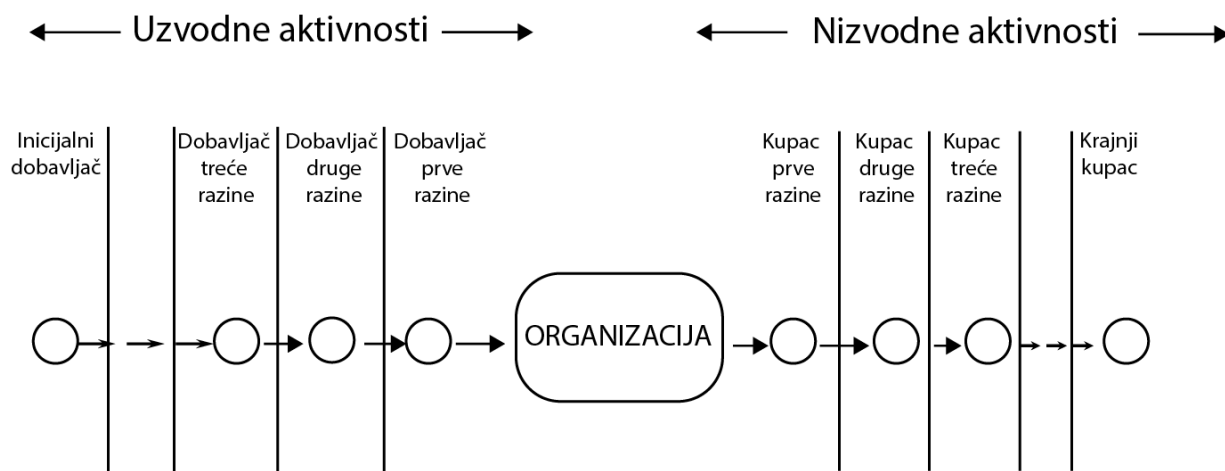 Uzvodne aktivnosti
Nizvodne aktivnosti
Inicijalni
dobavljač
Dobavljač
treće
razine
Dobavljač
druge
razine
Dobavljač
prve
razine
Kupac
prve
razine
Kupac
druge
razine
Kupac
treće
razine
Krajnji
kupac
ORGANIZACIJA